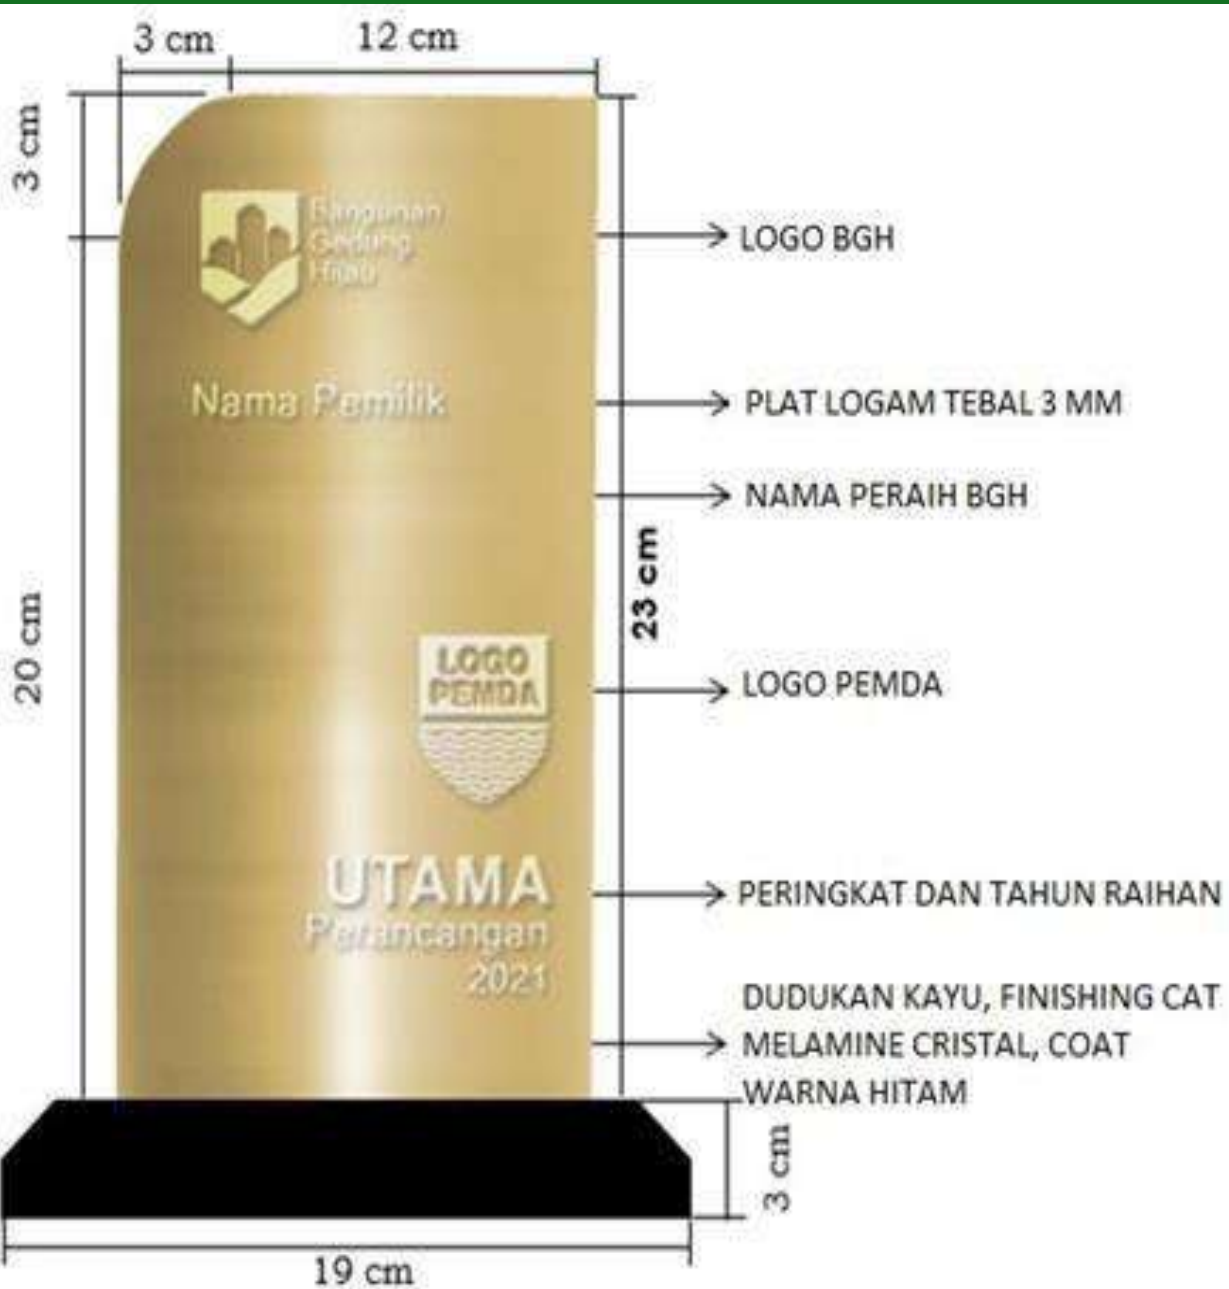 3 cm
12 cm
3 cm
Bangunan
Gedung
Hijau
LOGO BGH
Nama Pemilik
PLAT LOGAM TEBAL 3 MM
NAMA PERAIH BGH
23 cm
20 cm
LOGO
PEMDA
LOGO PEMDA
UTAMA
Perancangan
2021
PERINGKAT DAN TAHUN RAIHAN
DUDUKAN KAYU, FINISHING CAT
MELAMINE CRISTAL, COAT
WARNA HITAM
3 cm
19 cm